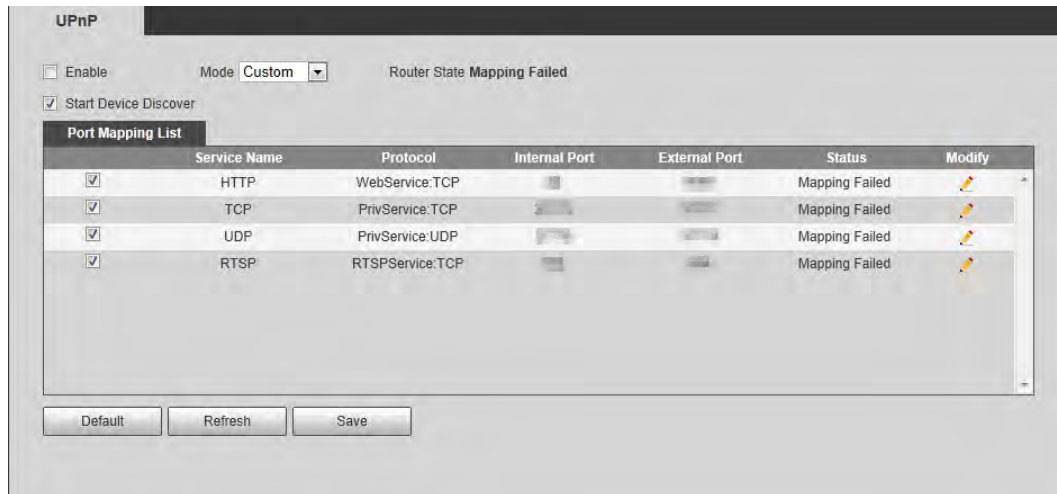 UPnP
Enable Mode Custom Router State Mapping Failed
Start Device Discover
Port Mapping List
Service Name Protocol Internal Port External Port Status Modify
HTTP WebService:TCP Mapping Failed
TCP PrivService:TCP Mapping Failed
UDP PrivService:UDP Mapping Failed
RTSP RTSPService:TCP Mapping Failed
Default Refresh Save